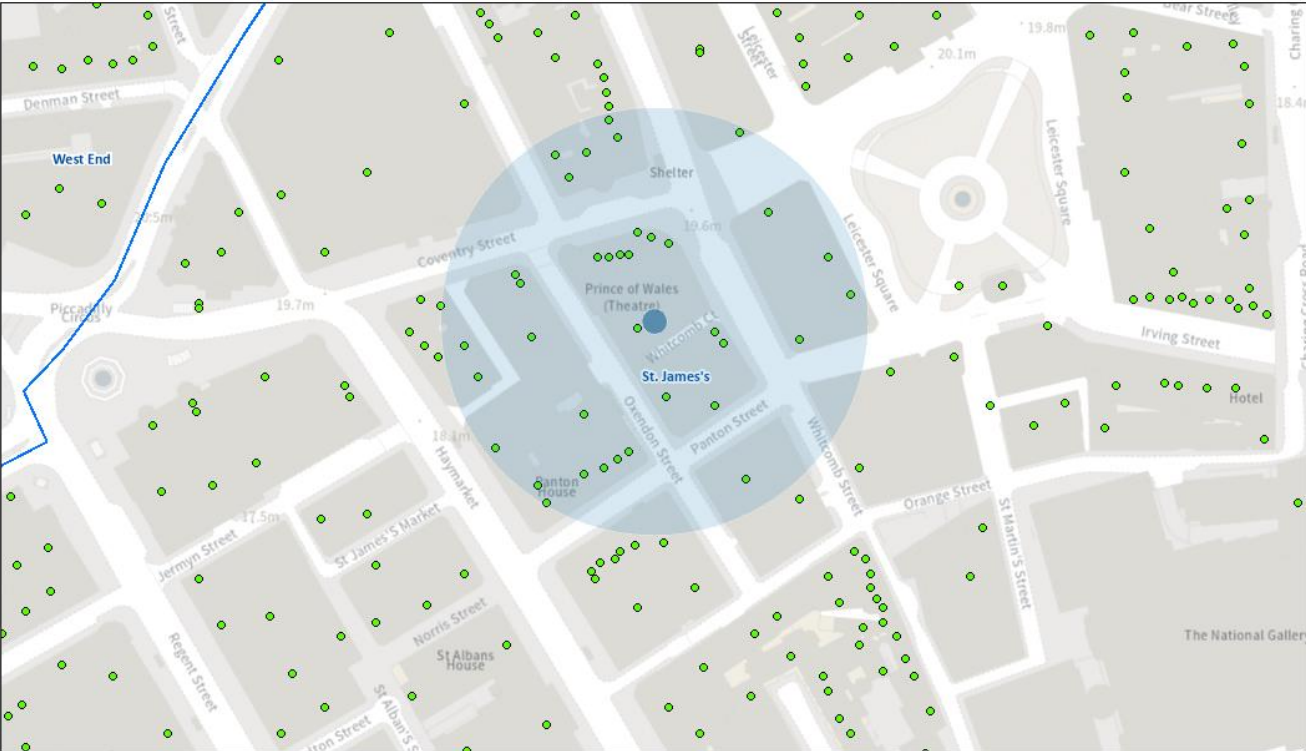 Street
Bear Street
Charing
19.8m
Leicester
Street
20.1m
Denman Street
18.4m
West End
Shelter
Leicester Square
20.5m
19.6m
Leicester Square
Coventry Street
Prince of Wales
(Theatre)
19.7m
Piccadilly
Circus
Whitcomb Ct
Irving Street
Charing Cross Road
St. James's
Hotel
Oxendon Street
Panton Street
Whitcomb Street
18.1m
Haymarket
Panton
House
Orange Street
St Martin'S Street
17.5m
St James'S Market
Jermyn Street
Norris Street
Regent Street
St Albans
House
The National Gallery
St Alban'S S
lton Street